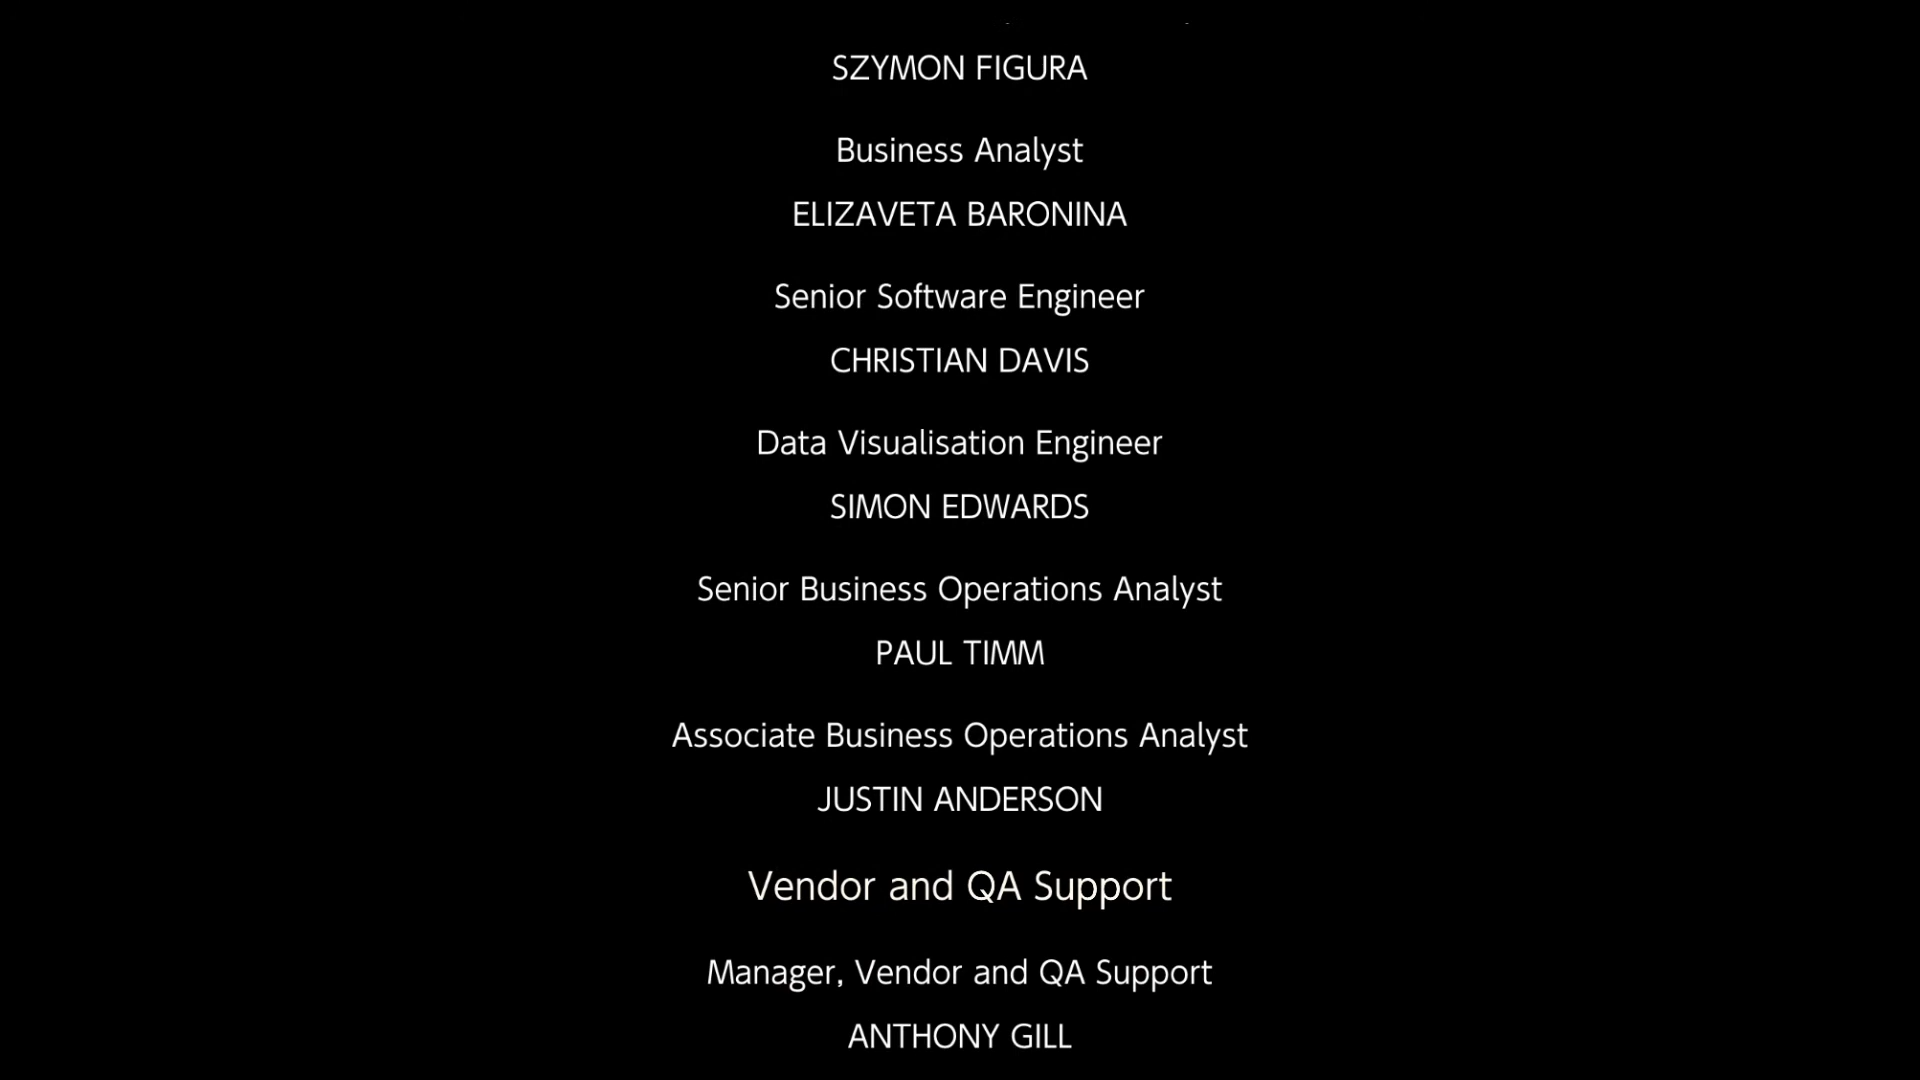 SZYMON FIGURA
Business Analyst
ELIZAVETA BARONINA
Senior Software Engineer
CHRISTIAN DAVIS
Data Visualisation Engineer
SIMON EDWARDS
Senior Business Operations Analyst
PAUL TIMM
Associate Business Operations Analyst
JUSTIN ANDERSON
Vendor and QA Support
Manager, Vendor and QA Support
ANTHONY GILL